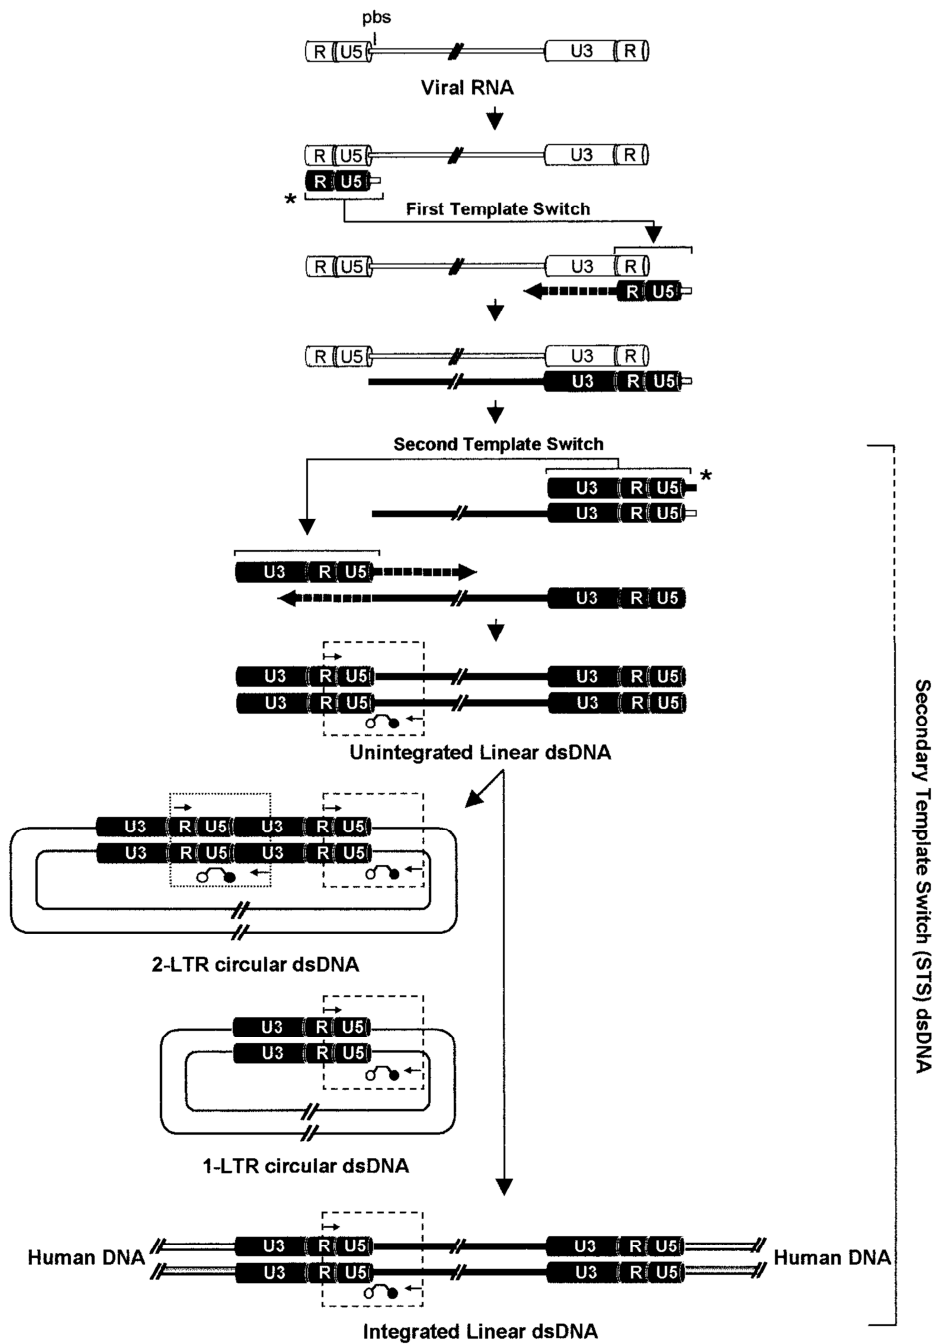 pbs
R U5 U3 R
Viral RNA
R U5 U3 R
R U5
*
First Template Switch
R U5 U3 R
R U5
R U5 U3 R
U3 R U5
Second Template Switch
*
U3 R U5
U3 R U5
U3 R U5
U3 R U5
U3 R U5 U3 R U5
U3 R U5 U3 R U5
Unintegrated Linear dsDNA
U3 R U5 U3 R U5
U3 R U5 U3 R U5
2-LTR circular dsDNA
U3 R U5
U3 R U5
1-LTR circular dsDNA
U3 R U5 U3 R U5
Human DNA Human DNA
U3 R U5 U3 R U5
Integrated Linear dsDNA
Secondary Template Switch (STS) dsDNA